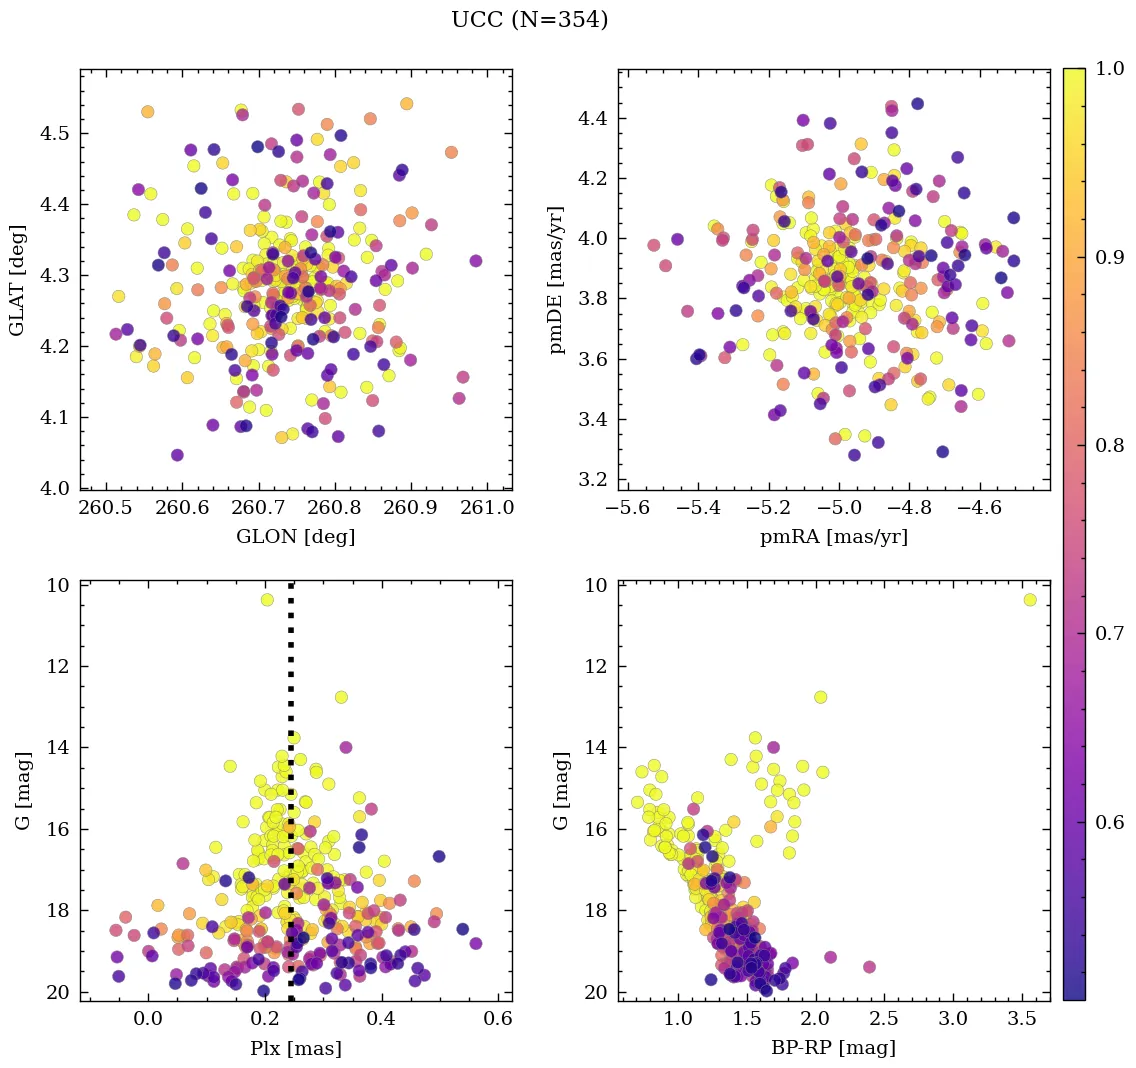 UCC (N=354)
4.5
4.4
4.3
4.2
4.1
4.0
GLAT [deg]
260.5 260.6 260.7 260.8 260.9 261.0
GLON [deg]
4.4
4.2
4.0
3.8
3.6
3.4
3.2
pmDE [mas/yr]
−5.6 −5.4 −5.2 −5.0 −4.8 −4.6
pmRA [mas/yr]
1.0
0.9
0.8
0.7
0.6
10
12
14
16
18
20
G [mag]
0.0 0.2 0.4 0.6
Plx [mas]
10
12
14
16
18
20
G [mag]
1.0 1.5 2.0 2.5 3.0 3.5
BP-RP [mag]